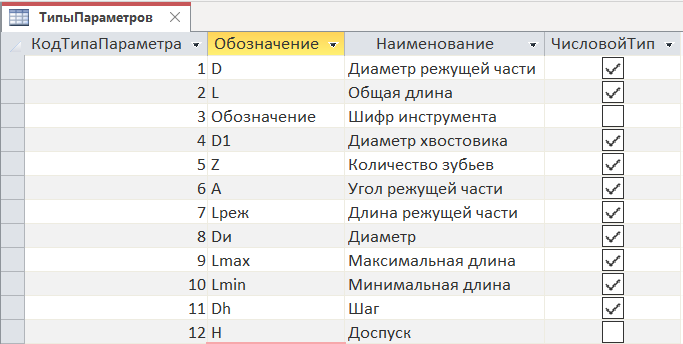 ТипыПараметров
КодТипаПараметра Обозначение Наименование ЧисловойТип
1 D Диаметр режущей части
2 L Общая длина
3 Обозначение Шифр инструмента
4 D1 Диаметр хвостовика
5 Z Количество зубьев
6 A Угол режущей части
7 Lреж Длина режущей части
8 Dи Диаметр
9 Lmax Максимальная длина
10 Lmin Минимальная длина
11 Dh Шаг
12 H Доспуск